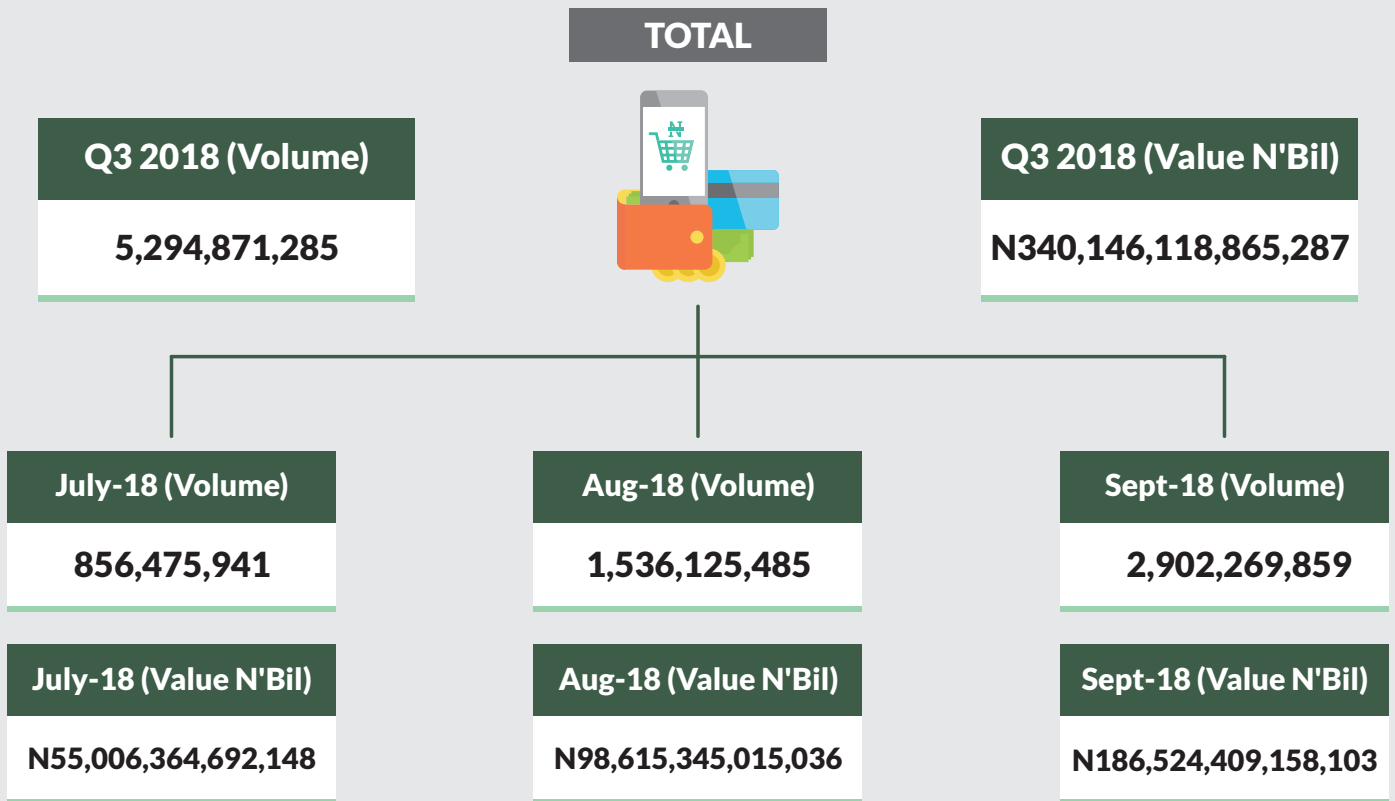 TOTAL
Q3 2018 (Volume)
5,294,871,285
N
Q3 2018 (Value N'Bil)
N340,146,118,865,287
July-18 (Volume)
856,475,941
Aug-18 (Volume)
1,536,125,485
Sept-18 (Volume)
2,902,269,859
July-18 (Value N'Bil)
N55,006,364,692,148
Aug-18 (Value N'Bil)
N98,615,345,015,036
Sept-18 (Value N'Bil)
N186,524,409,158,103